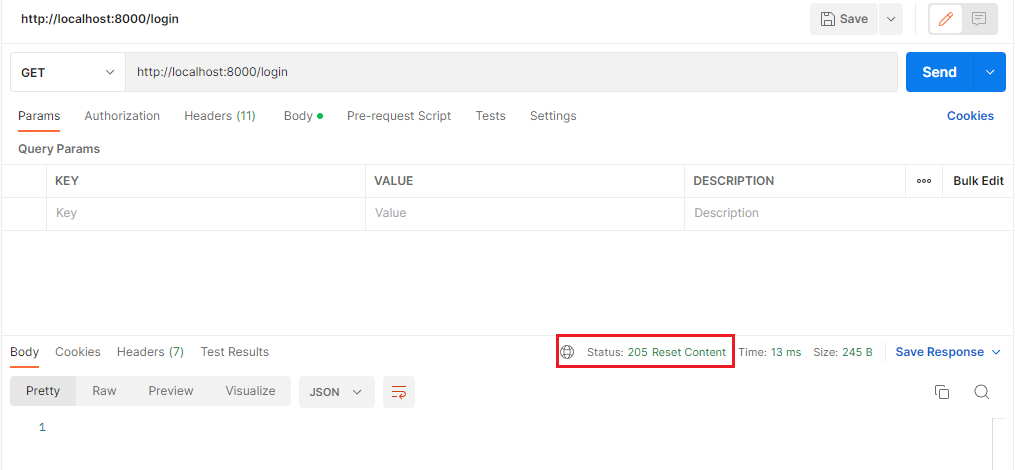 http://localhost:8000/login Save
GET http://localhost:8000/login Send
Params Authorization Headers (11) Body Pre-request Script Tests Settings Cookies
Query Params
KEY VALUE DESCRIPTION Bulk Edit
Key Value Description
Body Cookies Headers (7) Test Results Status: 205 Reset Content Time: 13 ms Size: 245 B Save Response
Pretty Raw Preview Visualize JSON
1